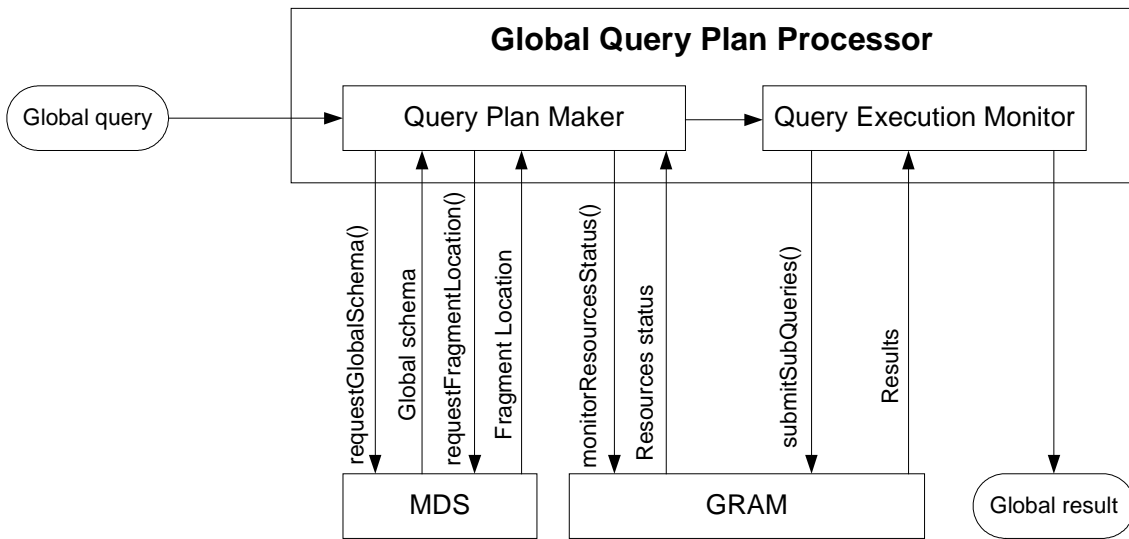 Global Query Plan Processor
Global query
Query Plan Maker
Query Execution Monitor
requestGlobalSchema()
Global schema
requestFragmentLocation()
Fragment Location
monitorResourcesStatus()
Resources status
submitSubQueries()
Results
MDS
GRAM
Global result